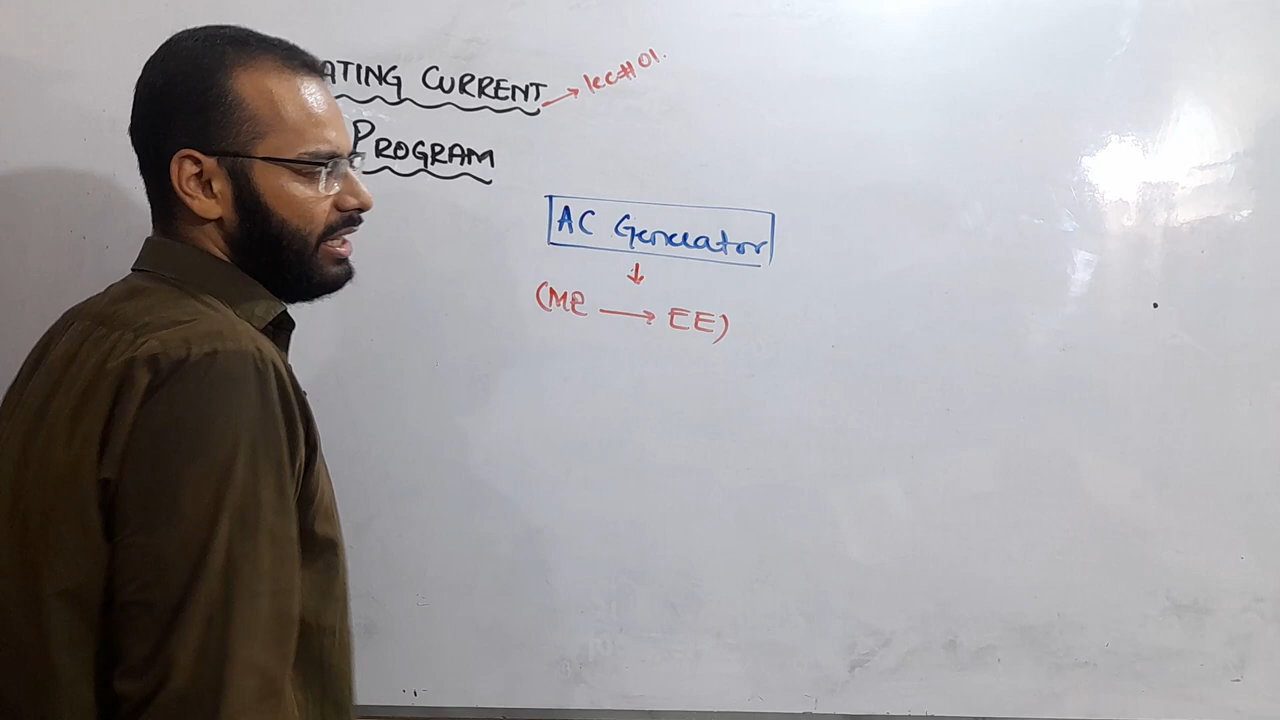 ATING CURRENT → lec# 01.
PROGRAM
AC Generator
↓
(ME → EE)